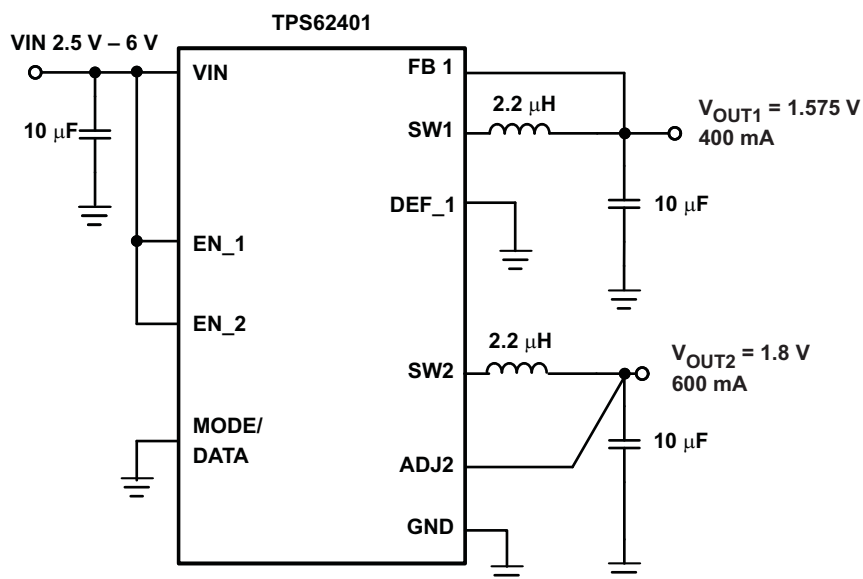 TPS62401
VIN 2.5 V – 6 V
VIN
FB 1
2.2 μH
V_OUT1 = 1.575 V
400 mA
10 μF
SW1
DEF_1
10 μF
EN_1
EN_2
2.2 μH
V_OUT2 = 1.8 V
600 mA
SW2
MODE/
DATA
10 μF
ADJ2
GND